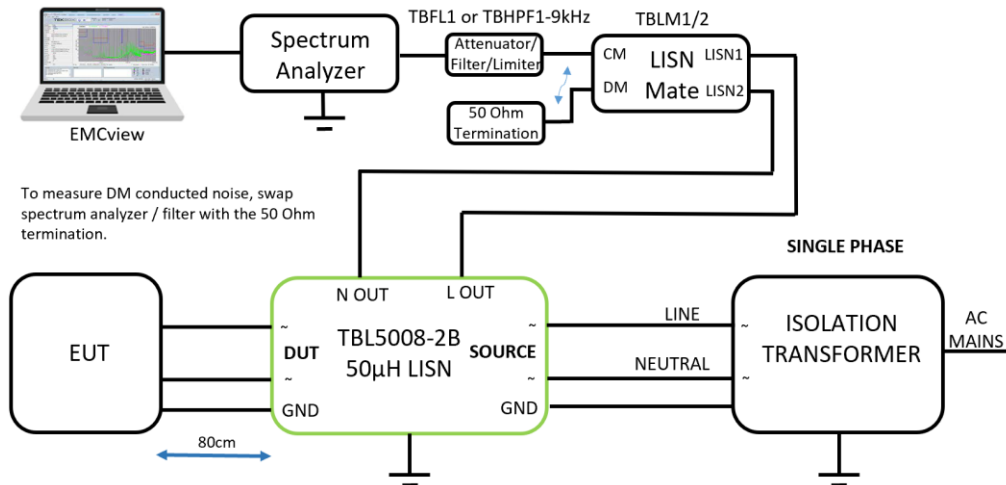 TBFL1 or TBHPF1-9kHz
TBLM1/2
Spectrum
Analyzer
Attenuator/
Filter/Limiter
CM
DM
LISN
Mate
LISN1
LISN2
50 Ohm
Termination
EMCview
To measure DM conducted noise, swap
spectrum analyzer / filter with the 50 Ohm
termination.
SINGLE PHASE
EUT
N OUT
L OUT
~
~
DUT
GND
TBL5008-2B
50µH LISN
~
SOURCE
~
GND
LINE
NEUTRAL
~
~
ISOLATION
TRANSFORMER
AC
MAINS
80cm